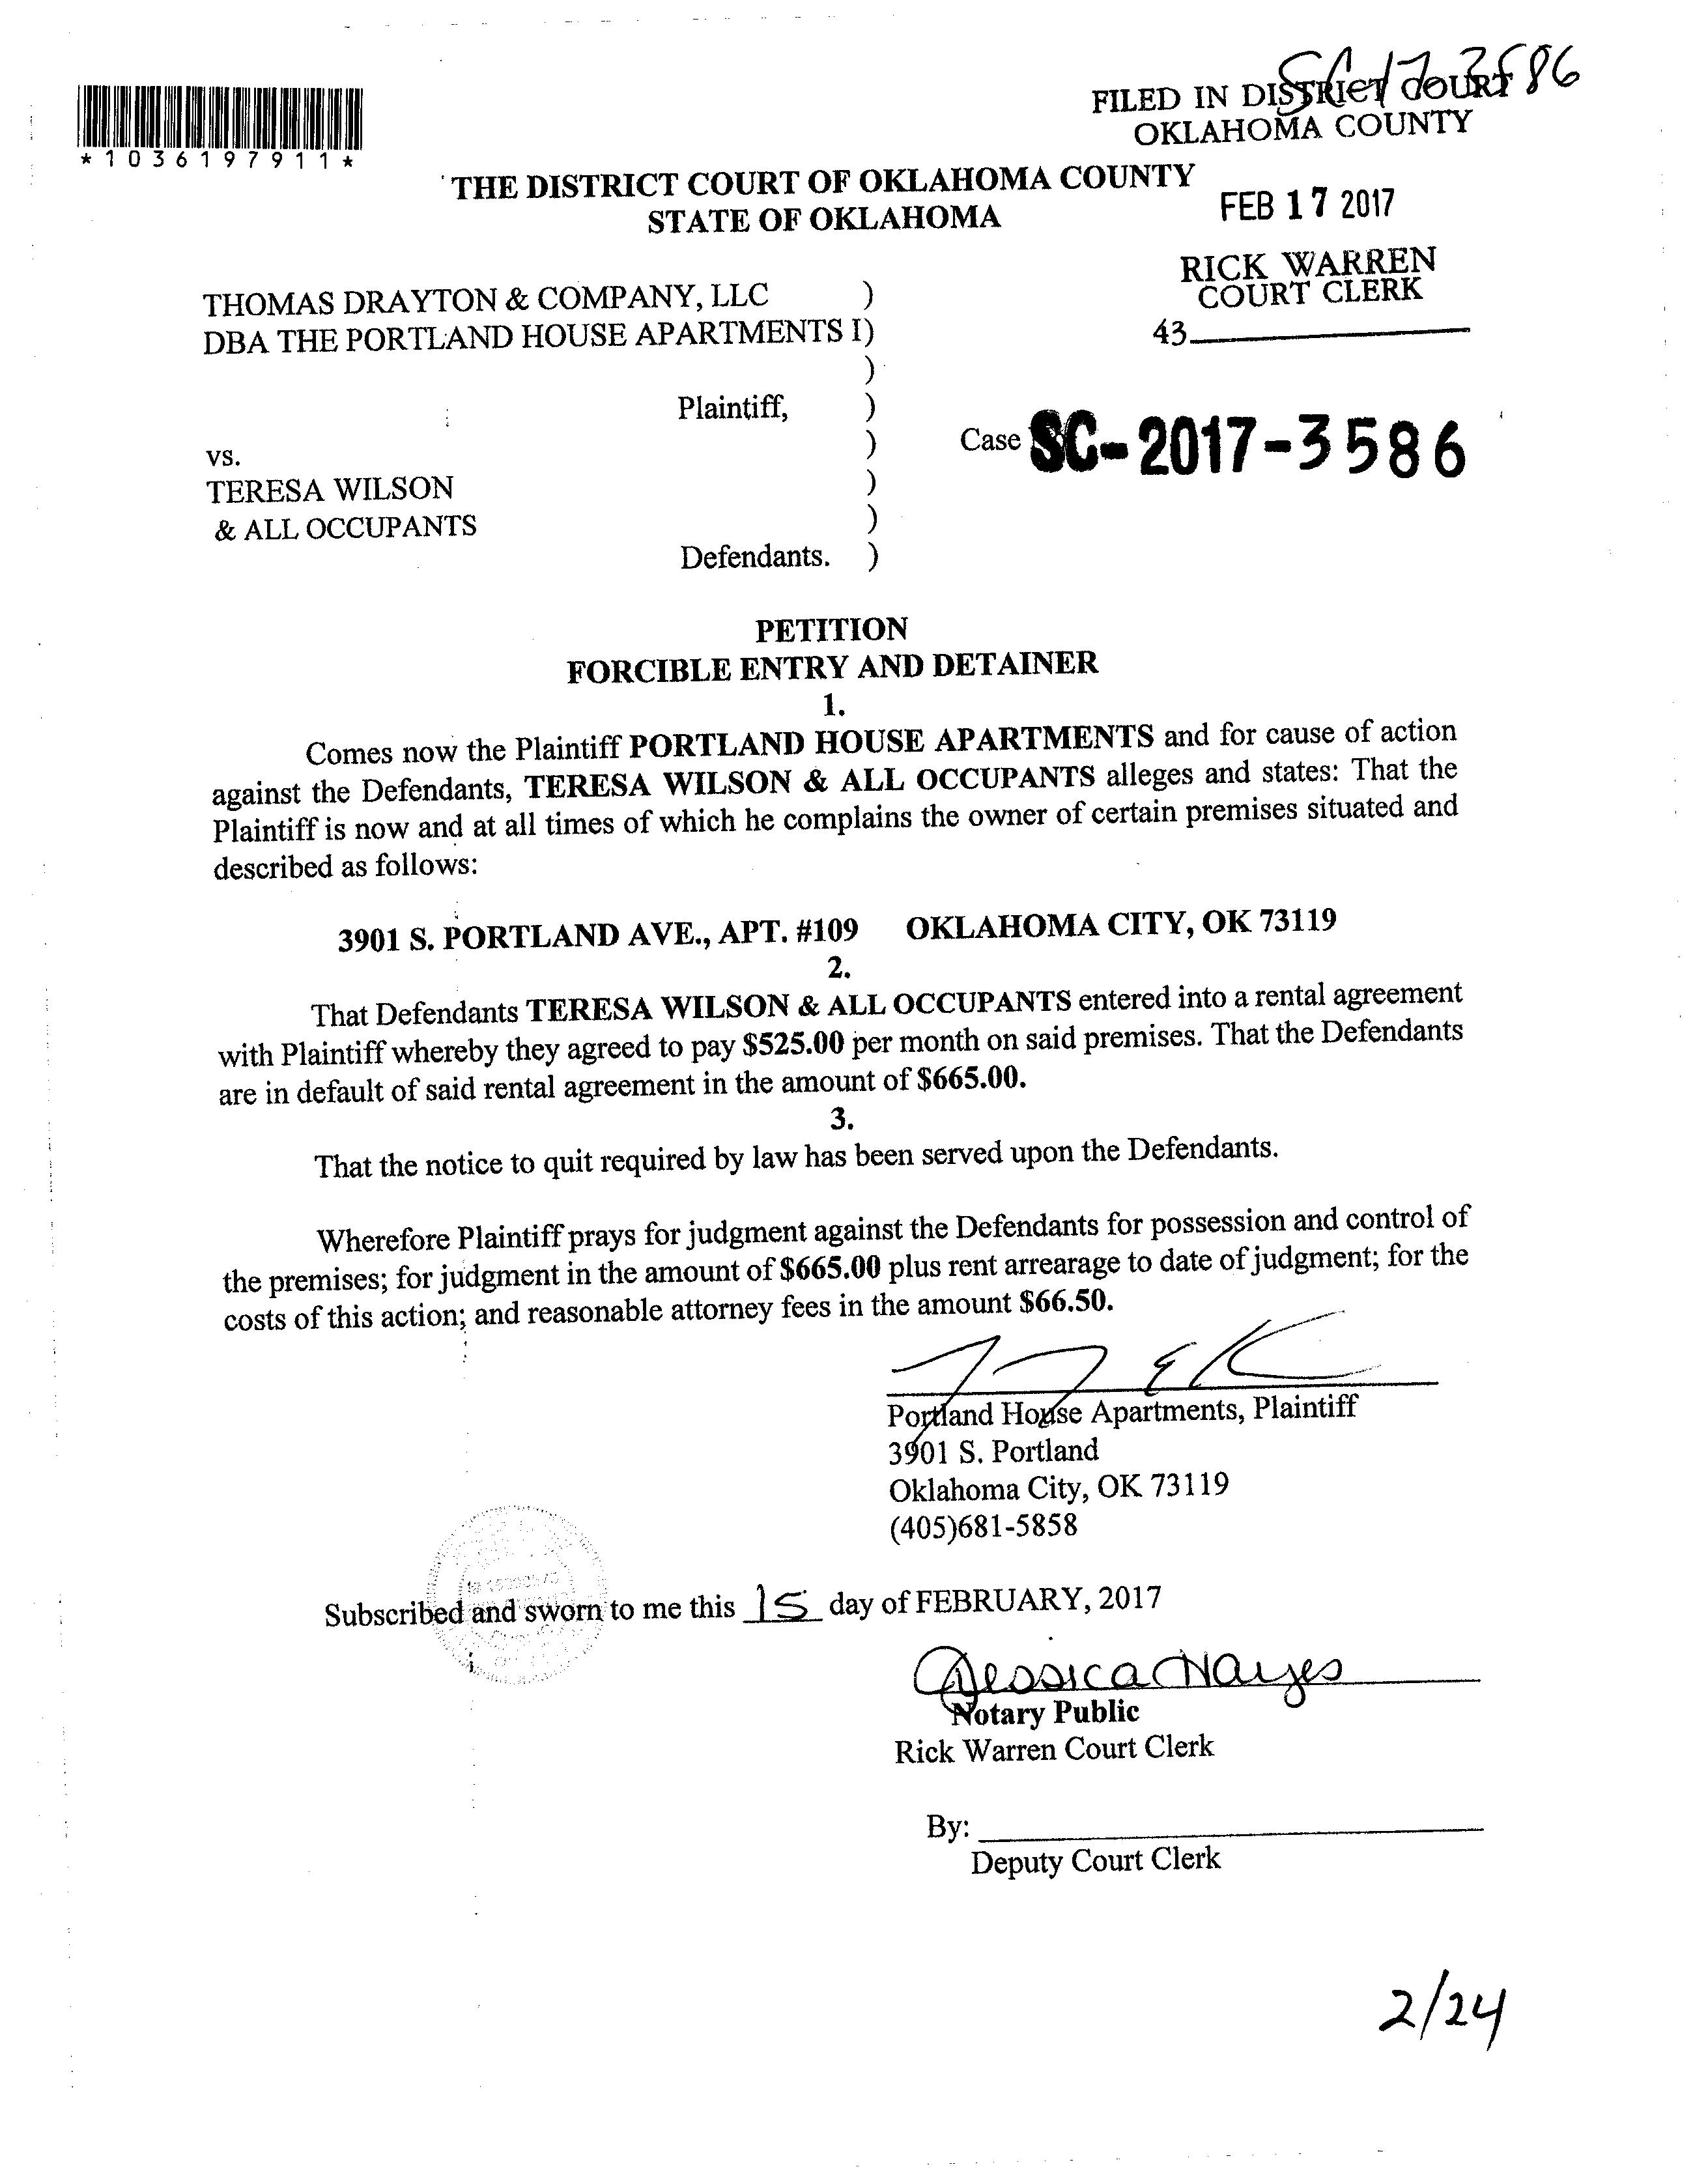 SC 17 3586
FILED IN DISTRICT COURT
OKLAHOMA COUNTY
*1036197911*
THE DISTRICT COURT OF OKLAHOMA COUNTY
STATE OF OKLAHOMA
FEB 17 2017
RICK WARREN
COURT CLERK
43
THOMAS DRAYTON & COMPANY, LLC )
DBA THE PORTLAND HOUSE APARTMENTS I)
)
Plaintiff, )
)
Case SC-2017-3586
vs.
TERESA WILSON )
& ALL OCCUPANTS )
Defendants. )
PETITION
FORCIBLE ENTRY AND DETAINER
1.
Comes now the Plaintiff PORTLAND HOUSE APARTMENTS and for cause of action
against the Defendants, TERESA WILSON & ALL OCCUPANTS alleges and states: That the
Plaintiff is now and at all times of which he complains the owner of certain premises situated and
described as follows:
3901 S. PORTLAND AVE., APT. #109 OKLAHOMA CITY, OK 73119
2.
That Defendants TERESA WILSON & ALL OCCUPANTS entered into a rental agreement
with Plaintiff whereby they agreed to pay $525.00 per month on said premises. That the Defendants
are in default of said rental agreement in the amount of $665.00.
3.
That the notice to quit required by law has been served upon the Defendants.
Wherefore Plaintiff prays for judgment against the Defendants for possession and control of
the premises; for judgment in the amount of $665.00 plus rent arrearage to date of judgment; for the
costs of this action; and reasonable attorney fees in the amount $66.50.
Portland House Apartments, Plaintiff
3901 S. Portland
Oklahoma City, OK 73119
(405)681-5858
Subscribed and sworn to me this 15 day of FEBRUARY, 2017
Jessica Hayes
Notary Public
Rick Warren Court Clerk
By:
Deputy Court Clerk
2/24